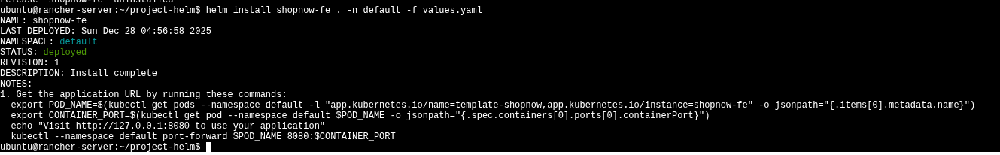 release "shopnow-fe" uninstalled
ubuntu@rancher-server:~/project-helm$ helm install shopnow-fe . -n default -f values.yaml
NAME: shopnow-fe
LAST DEPLOYED: Sun Dec 28 04:56:58 2025
NAMESPACE: default
STATUS: deployed
REVISION: 1
DESCRIPTION: Install complete
NOTES:
1. Get the application URL by running these commands:
  export POD_NAME=$(kubectl get pods --namespace default -l "app.kubernetes.io/name=template-shopnow,app.kubernetes.io/instance=shopnow-fe" -o jsonpath="{.items[0].metadata.name}")
  export CONTAINER_PORT=$(kubectl get pod --namespace default $POD_NAME -o jsonpath="{.spec.containers[0].ports[0].containerPort}")
  echo "Visit http://127.0.0.1:8080 to use your application"
  kubectl --namespace default port-forward $POD_NAME 8080:$CONTAINER_PORT
ubuntu@rancher-server:~/project-helm$